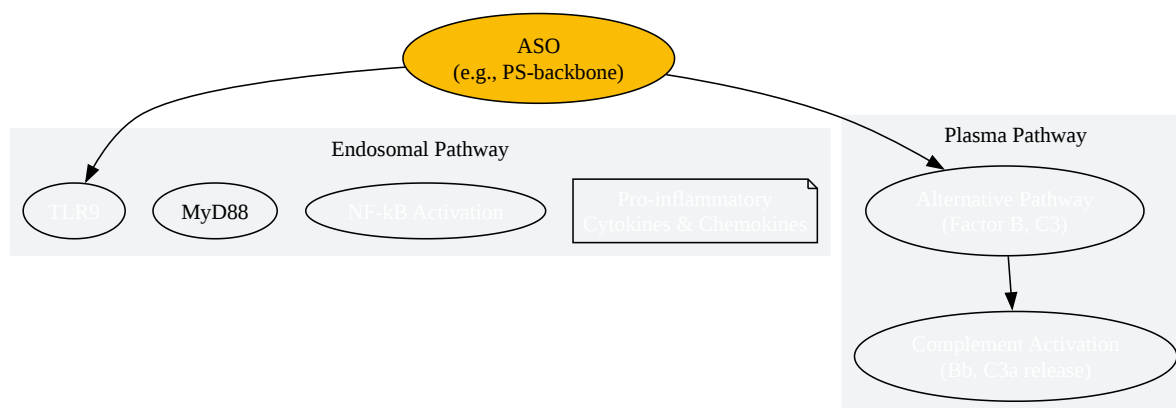 ASO
(e.g., PS-backbone)
Endosomal Pathway
TLR9
MyD88
NF-kB Activation
Pro-inflammatory
Cytokines & Chemokines
Plasma Pathway
Alternative Pathway
(Factor B, C3)
Complement Activation
(Bb, C3a release)